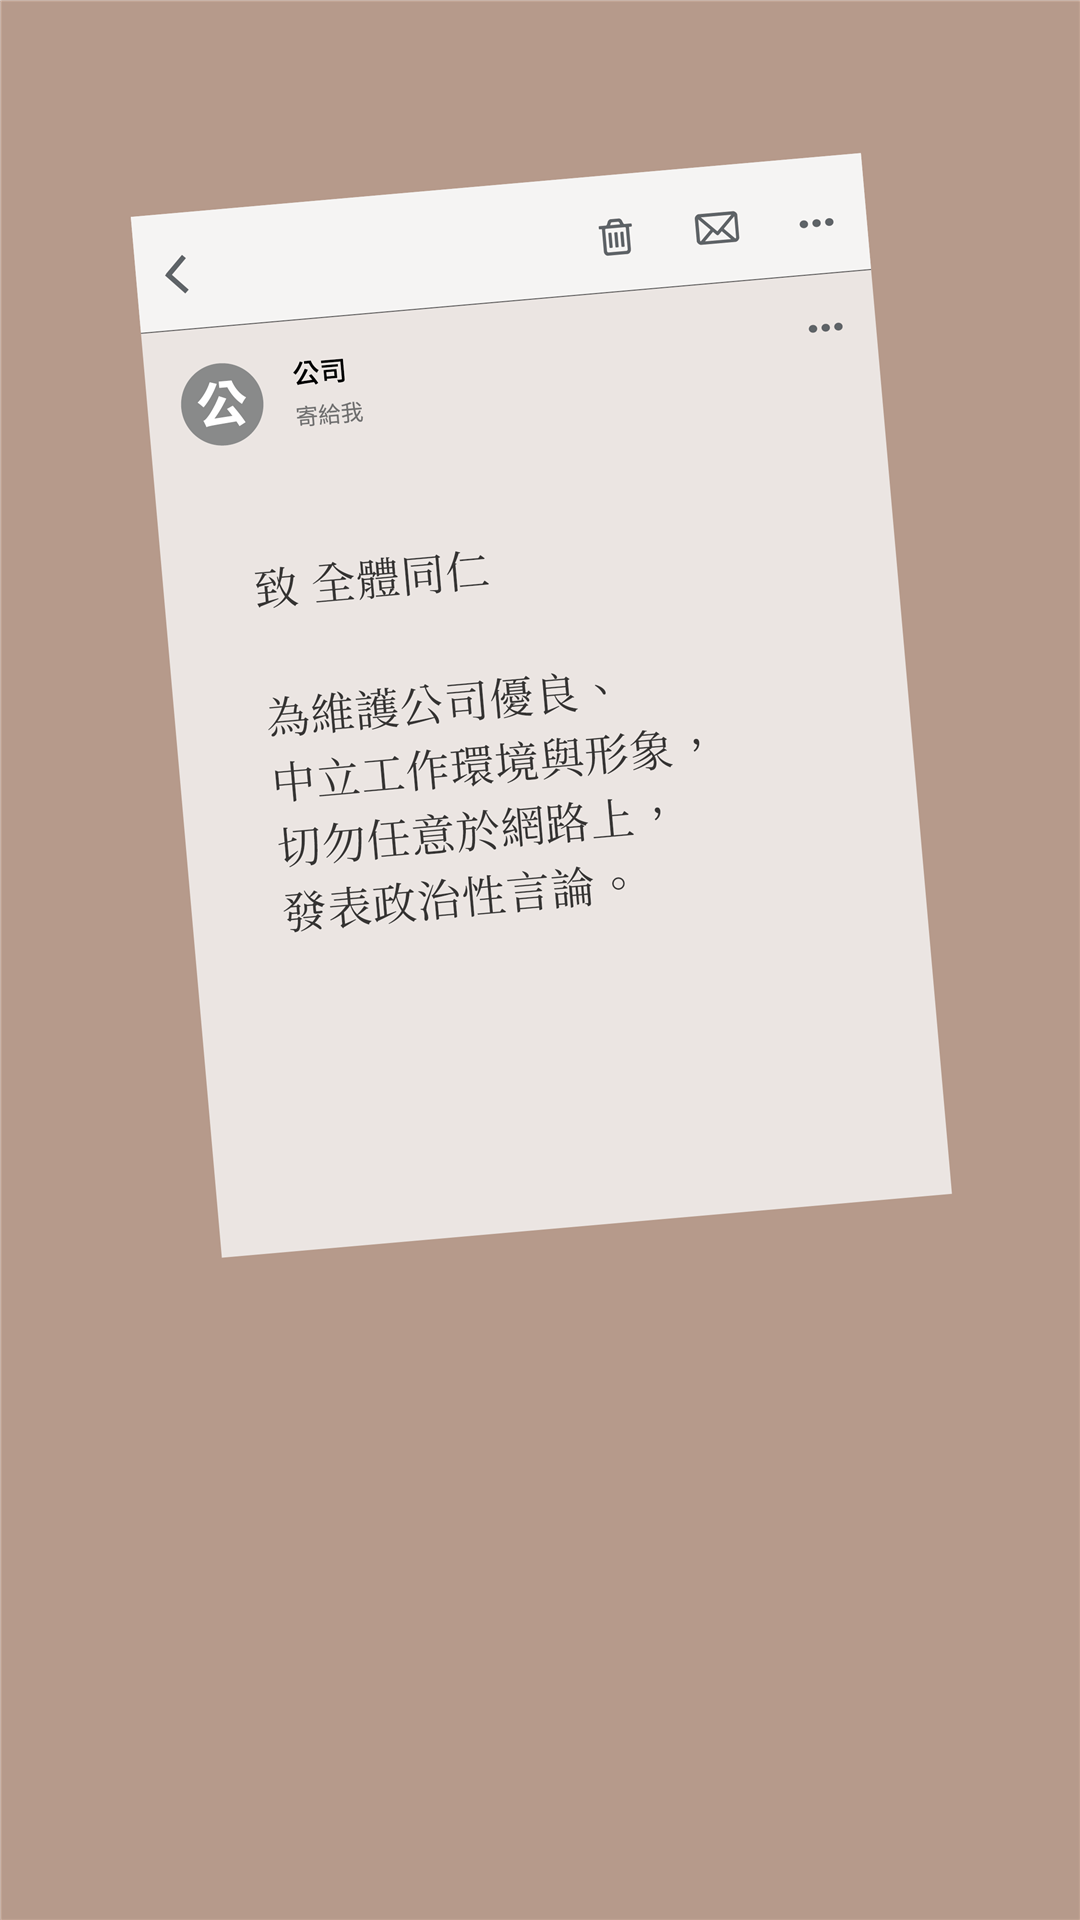 公
公司
寄給我
致 全體同仁
為維護公司優良、
中立工作環境與形象，
切勿任意於網路上，
發表政治性言論。